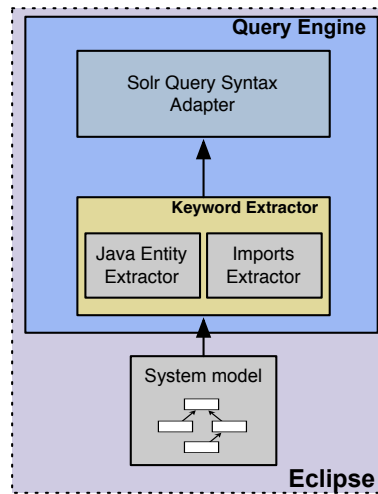 Query Engine
Solr Query Syntax
Adapter
Keyword Extractor
Java Entity
Extractor
Imports
Extractor
System model
Eclipse